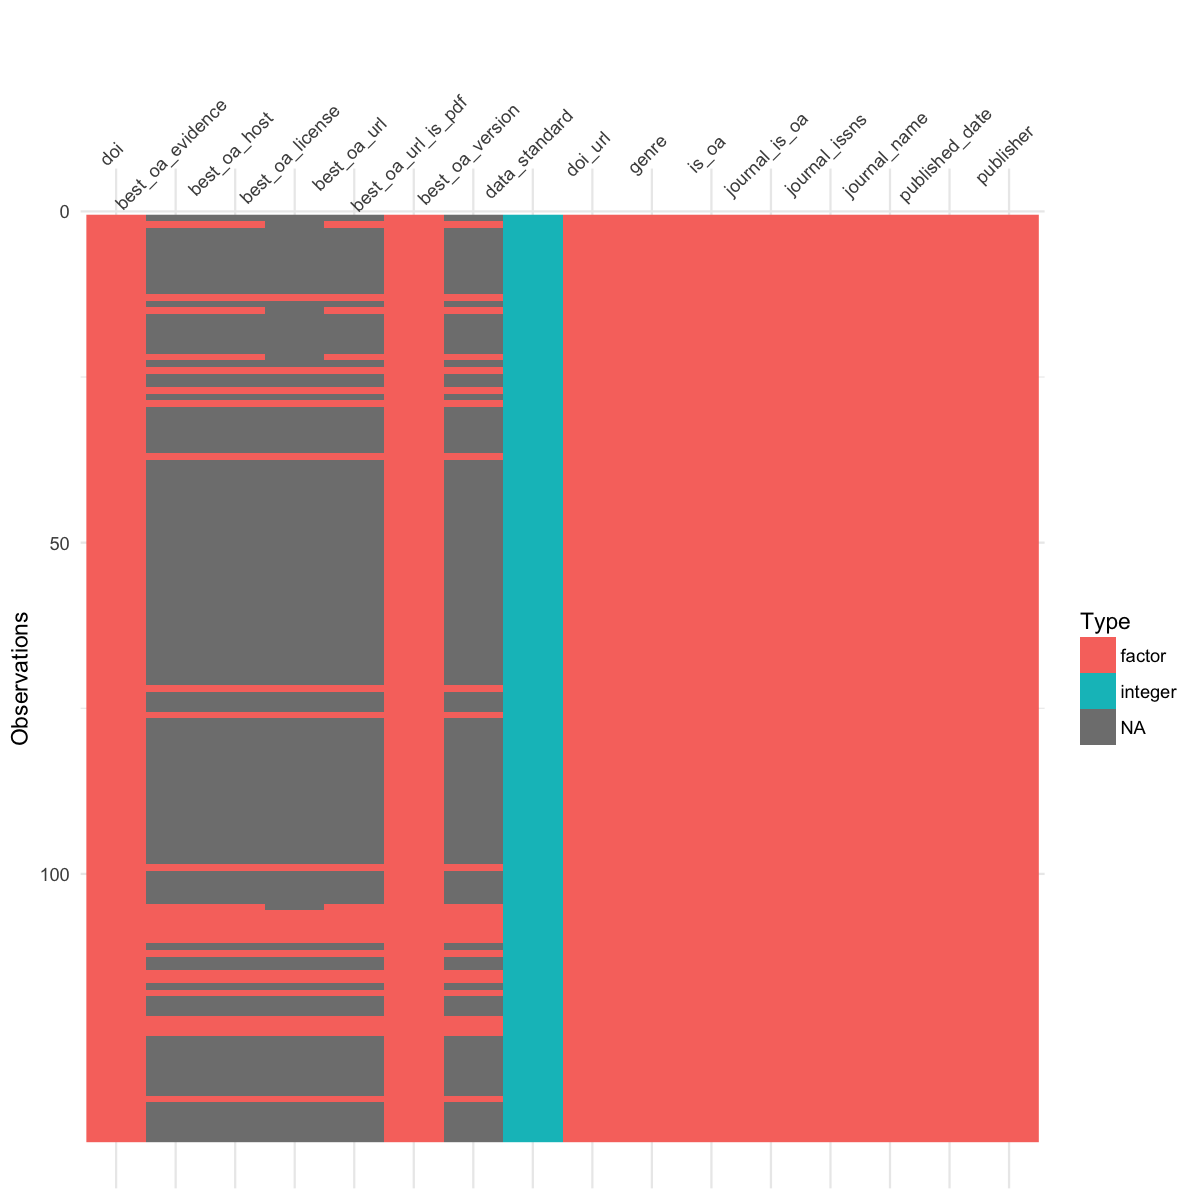 doi
best_oa_evidence
best_oa_host
best_oa_license
best_oa_url
best_oa_url_is_pdf
best_oa_version
data_standard
doi_url
genre
is_oa
journal_is_oa
journal_issns
journal_name
published_date
publisher
0
50
100
Observations
Type
factor
integer
NA